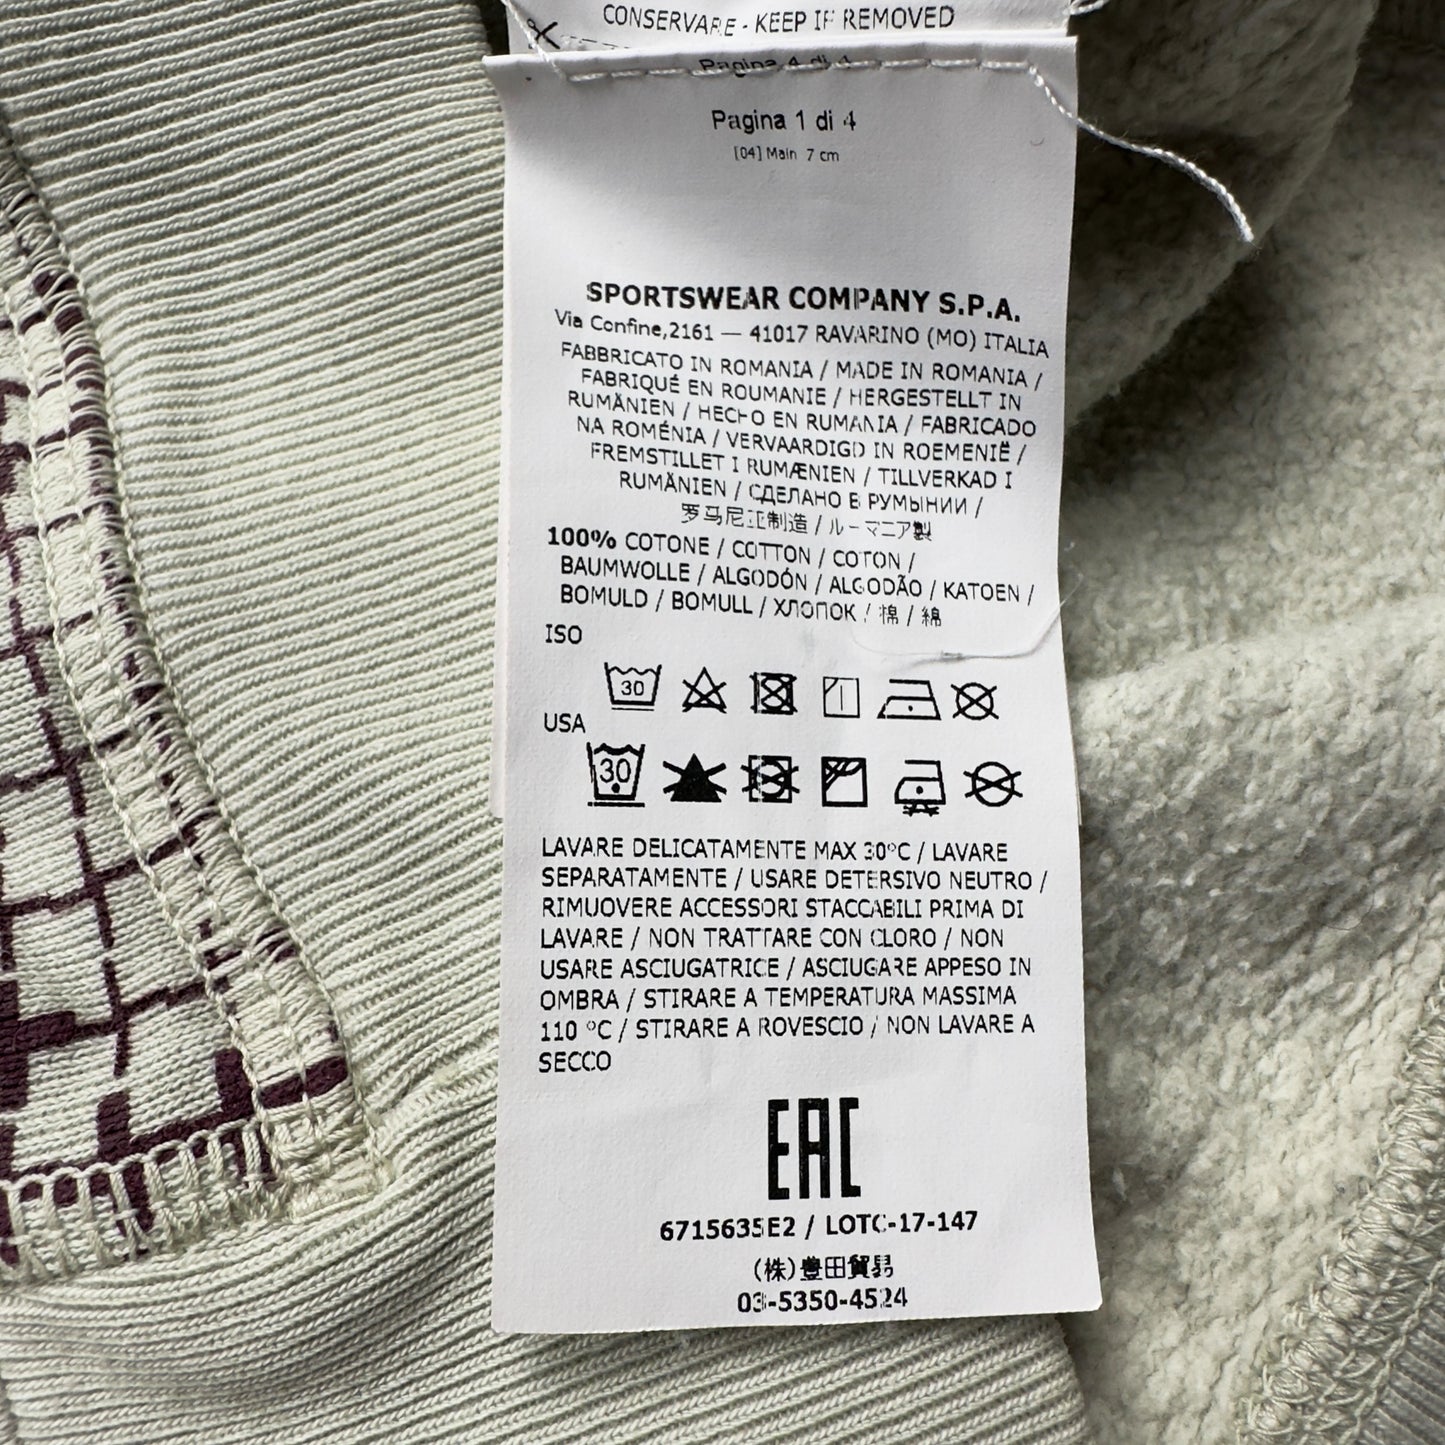 CONSERVARE - KEEP IF REMOVED
Pagina 4 di 4
Pagina 1 di 4
[04] Main 7 cm
SPORTSWEAR COMPANY S.P.A.
Via Confine,2161 — 41017 RAVARINO (MO) ITALIA
FABBRICATO IN ROMANIA / MADE IN ROMANIA /
FABRIQUÉ EN ROUMANIE / HERGESTELLT IN
RUMÄNIEN / HECHO EN RUMANIA / FABRICADO
NA ROMÉNIA / VERVAARDIGD IN ROEMENIË /
FREMSTILLET I RUMÆNIEN / TILLVERKAD I
RUMÄNIEN / СДЕЛАНО В РУМЫНИИ /
罗马尼亚制造 / ルーマニア製
100% COTONE / COTTON / COTON /
BAUMWOLLE / ALGODÓN / ALGODÃO / KATOEN /
BOMULD / BOMULL / ХЛОПОК / 棉 / 綿
ISO
30
USA
30
LAVARE DELICATAMENTE MAX 30°C / LAVARE
SEPARATAMENTE / USARE DETERSIVO NEUTRO /
RIMUOVERE ACCESSORI STACCABILI PRIMA DI
LAVARE / NON TRATTARE CON CLORO / NON
USARE ASCIUGATRICE / ASCIUGARE APPESO IN
OMBRA / STIRARE A TEMPERATURA MASSIMA
110 °C / STIRARE A ROVESCIO / NON LAVARE A
SECCO
EAC
6715635E2 / LOTC-17-147
(株)豊田貿易
03-5350-4524